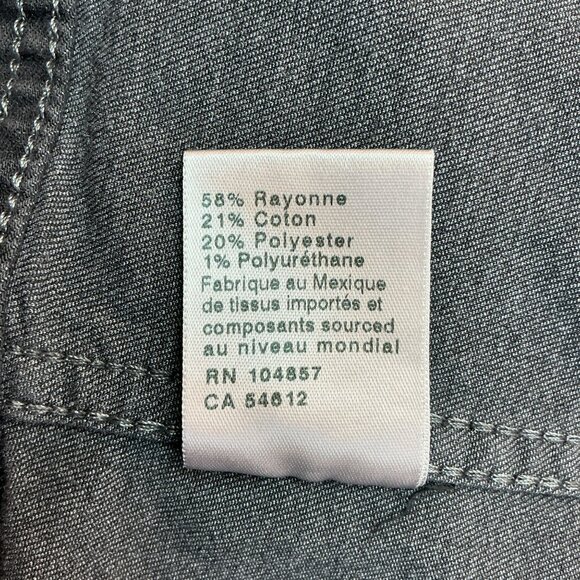 58% Rayonne
21% Coton
20% Polyester
1% Polyuréthane
Fabrique au Mexique
de tissus importés et
composants sourced
au niveau mondial
RN 104857
CA 54612